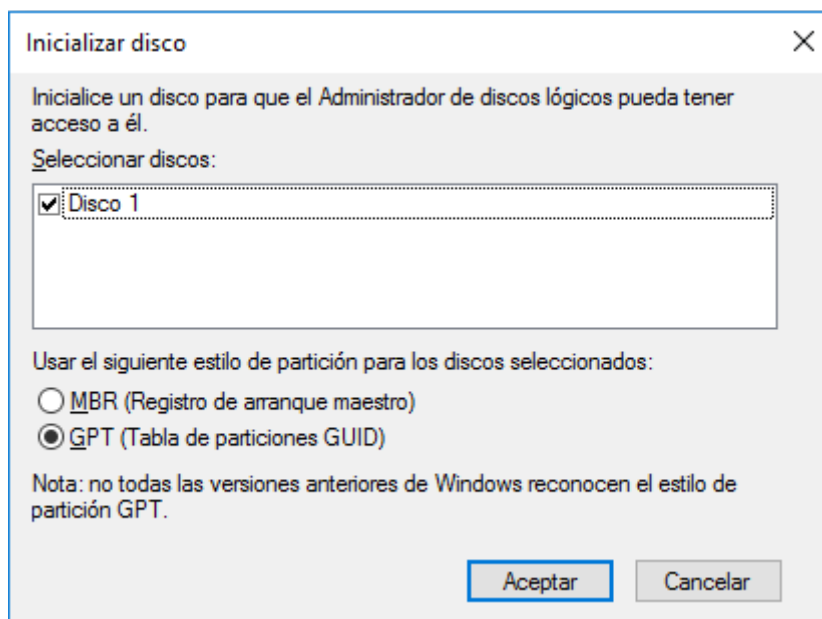 Inicializar disco
Inicialice un disco para que el Administrador de discos lógicos pueda tener
acceso a él.
Seleccionar discos:
Disco 1
Usar el siguiente estilo de partición para los discos seleccionados:
MBR (Registro de arranque maestro)
GPT (Tabla de particiones GUID)
Nota: no todas las versiones anteriores de Windows reconocen el estilo de
partición GPT.
Aceptar Cancelar